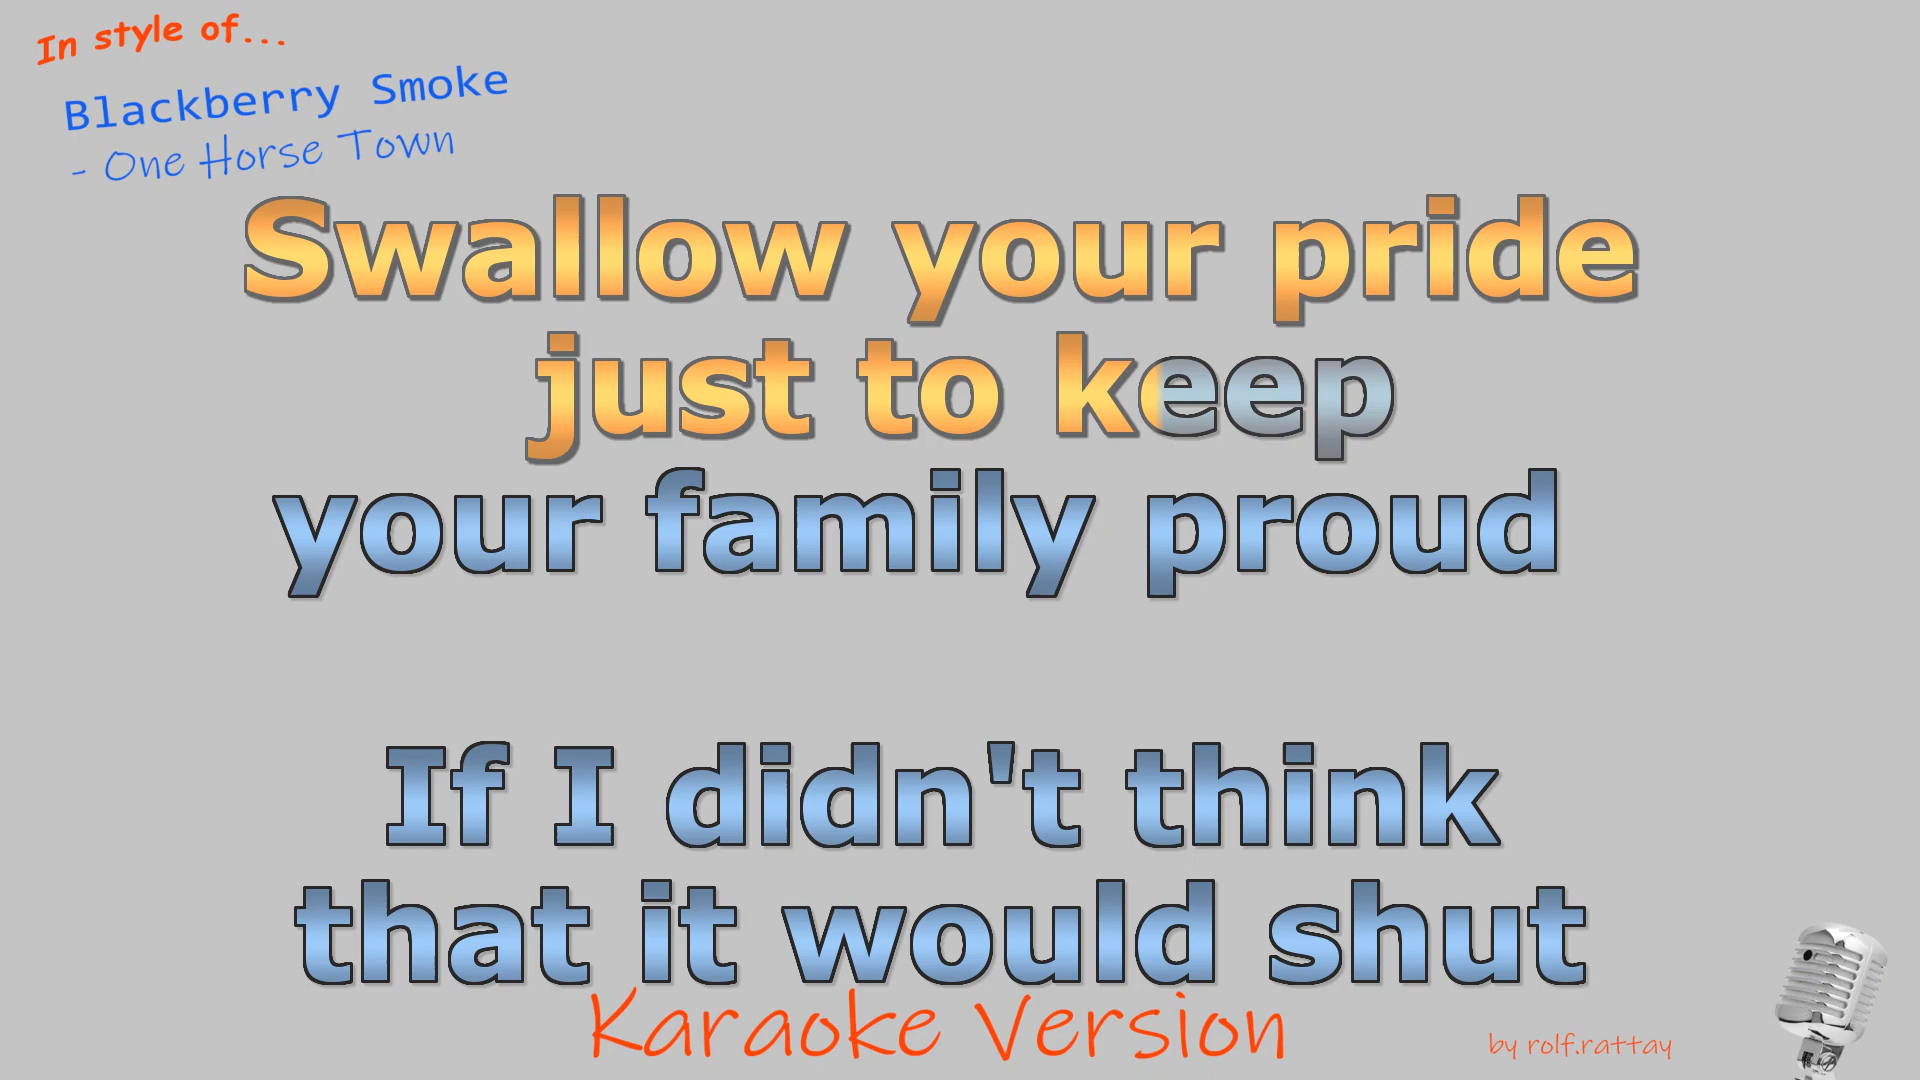 In style of...
Blackberry Smoke
- One Horse Town
Swallow your pride
just to keep
your family proud
If I didn't think
that it would shut
Karaoke Version
by rolf.rattay